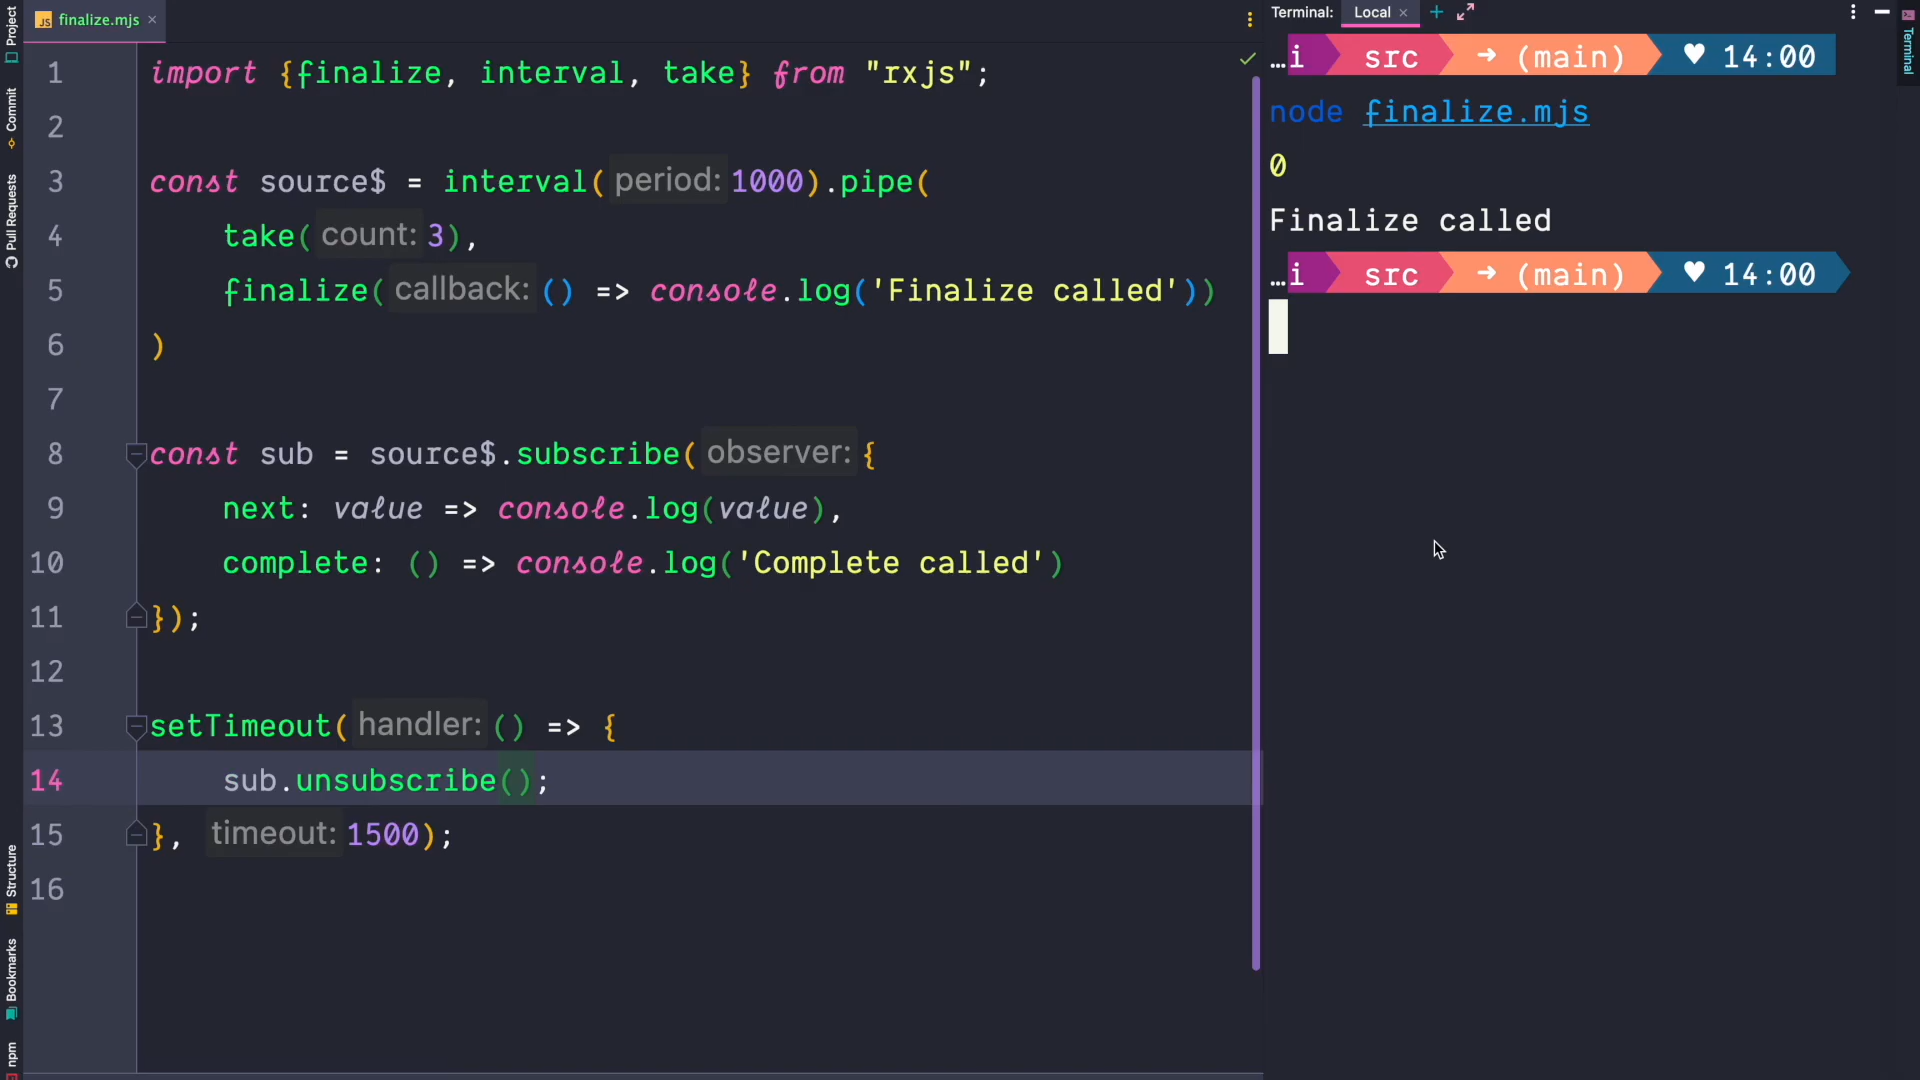 Project
Commit
Pull Requests
Structure
Bookmarks
npm
JS finalize.mjs ×
1 import {finalize, interval, take} from "rxjs";
2
3 const source$ = interval( period: 1000).pipe(
4 take( count: 3),
5 finalize( callback: () => console.log('Finalize called'))
6 )
7
8 const sub = source$.subscribe( observer: {
9 next: value => console.log(value),
10 complete: () => console.log('Complete called')
11 });
12
13 setTimeout( handler: () => {
14 sub.unsubscribe();
15 }, timeout: 1500);
16
Terminal: Local × +
…i src ➜ (main) ♥ 14:00
node finalize.mjs
0
Finalize called
…i src ➜ (main) ♥ 14:00
Terminal